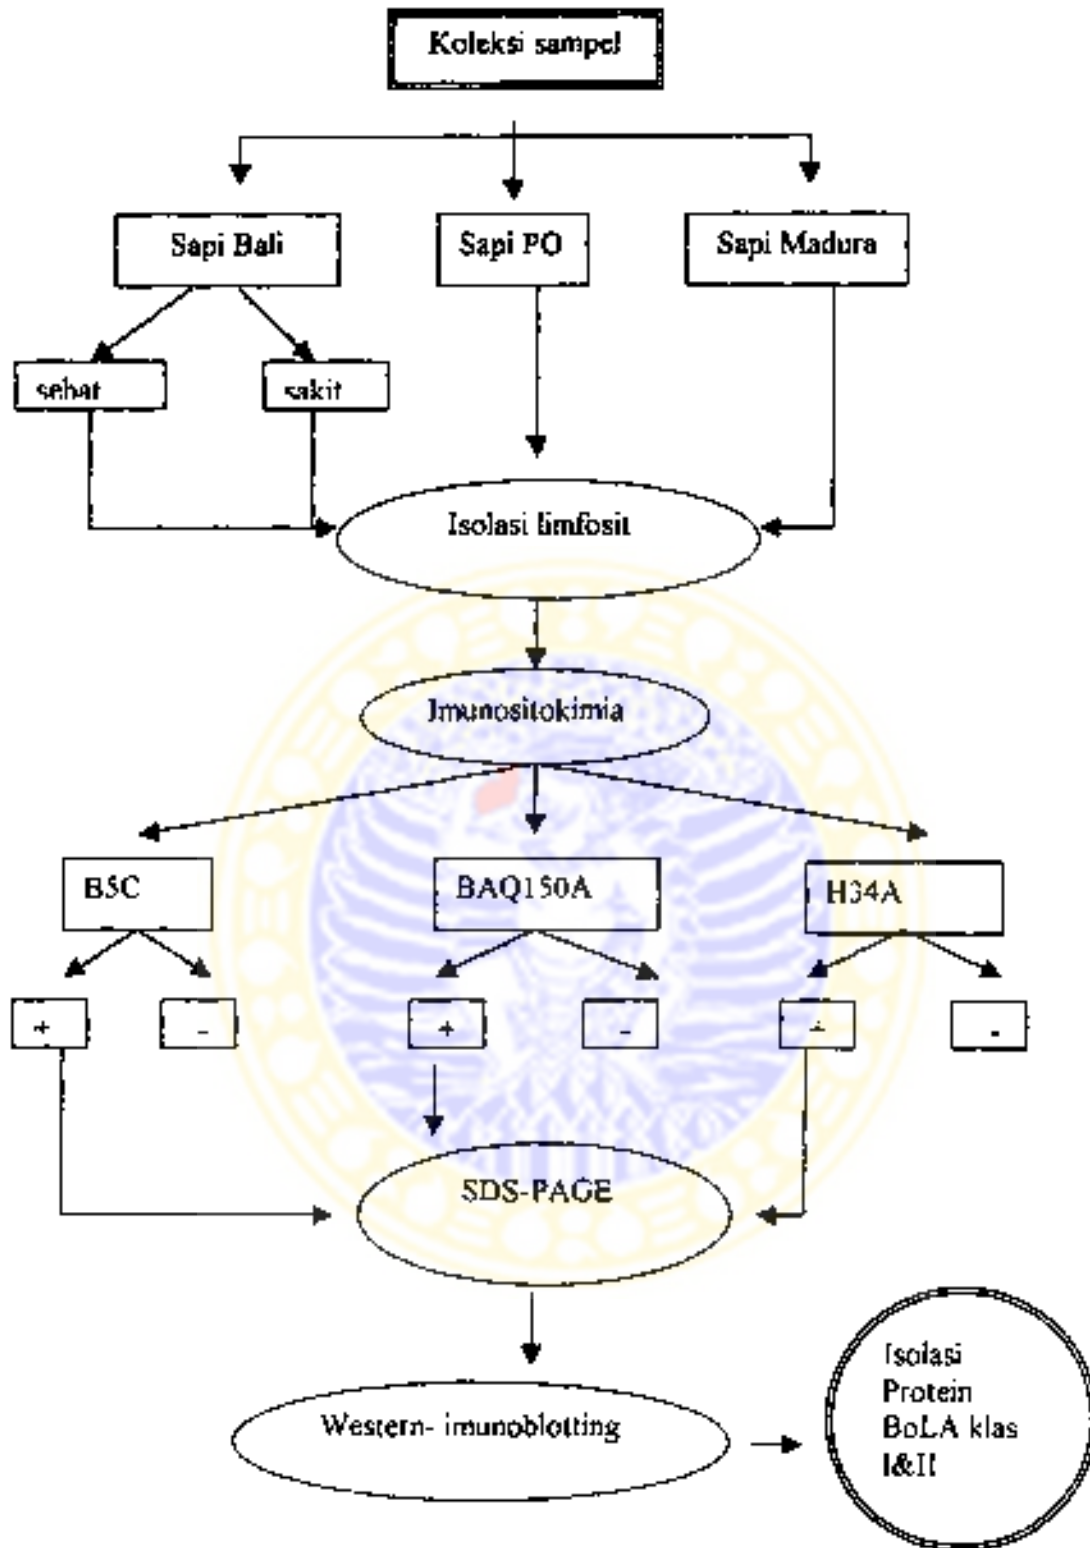 Koleksi sampel
Sapi Bali
Sapi PO
Sapi Madura
sehat
sakit
Isolasi limfosit
Imunositokimia
B5C
BAQ150A
H34A
+
-
+
-
+
-
SDS-PAGE
Western- imunoblotting
Isolasi
Protein
BoLA klas
I&II